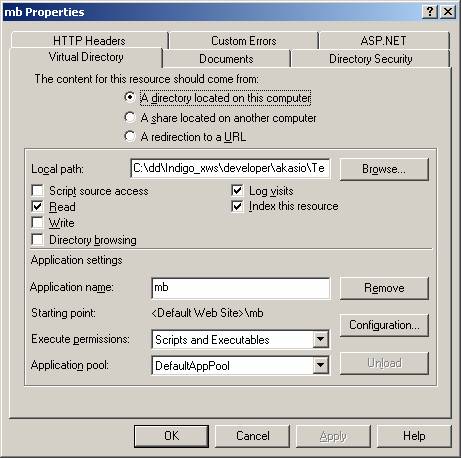 mb Properties
HTTP Headers Custom Errors ASP.NET
Virtual Directory Documents Directory Security
The content for this resource should come from:
A directory located on this computer
A share located on another computer
A redirection to a URL
Local path: C:\dd\Indigo_xws\developer\akasio\Te Browse...
Script source access Log visits
Read Index this resource
Write
Directory browsing
Application settings
Application name: mb Remove
Starting point: <Default Web Site>\mb
Configuration...
Execute permissions: Scripts and Executables
Application pool: DefaultAppPool Unload
OK Cancel Apply Help